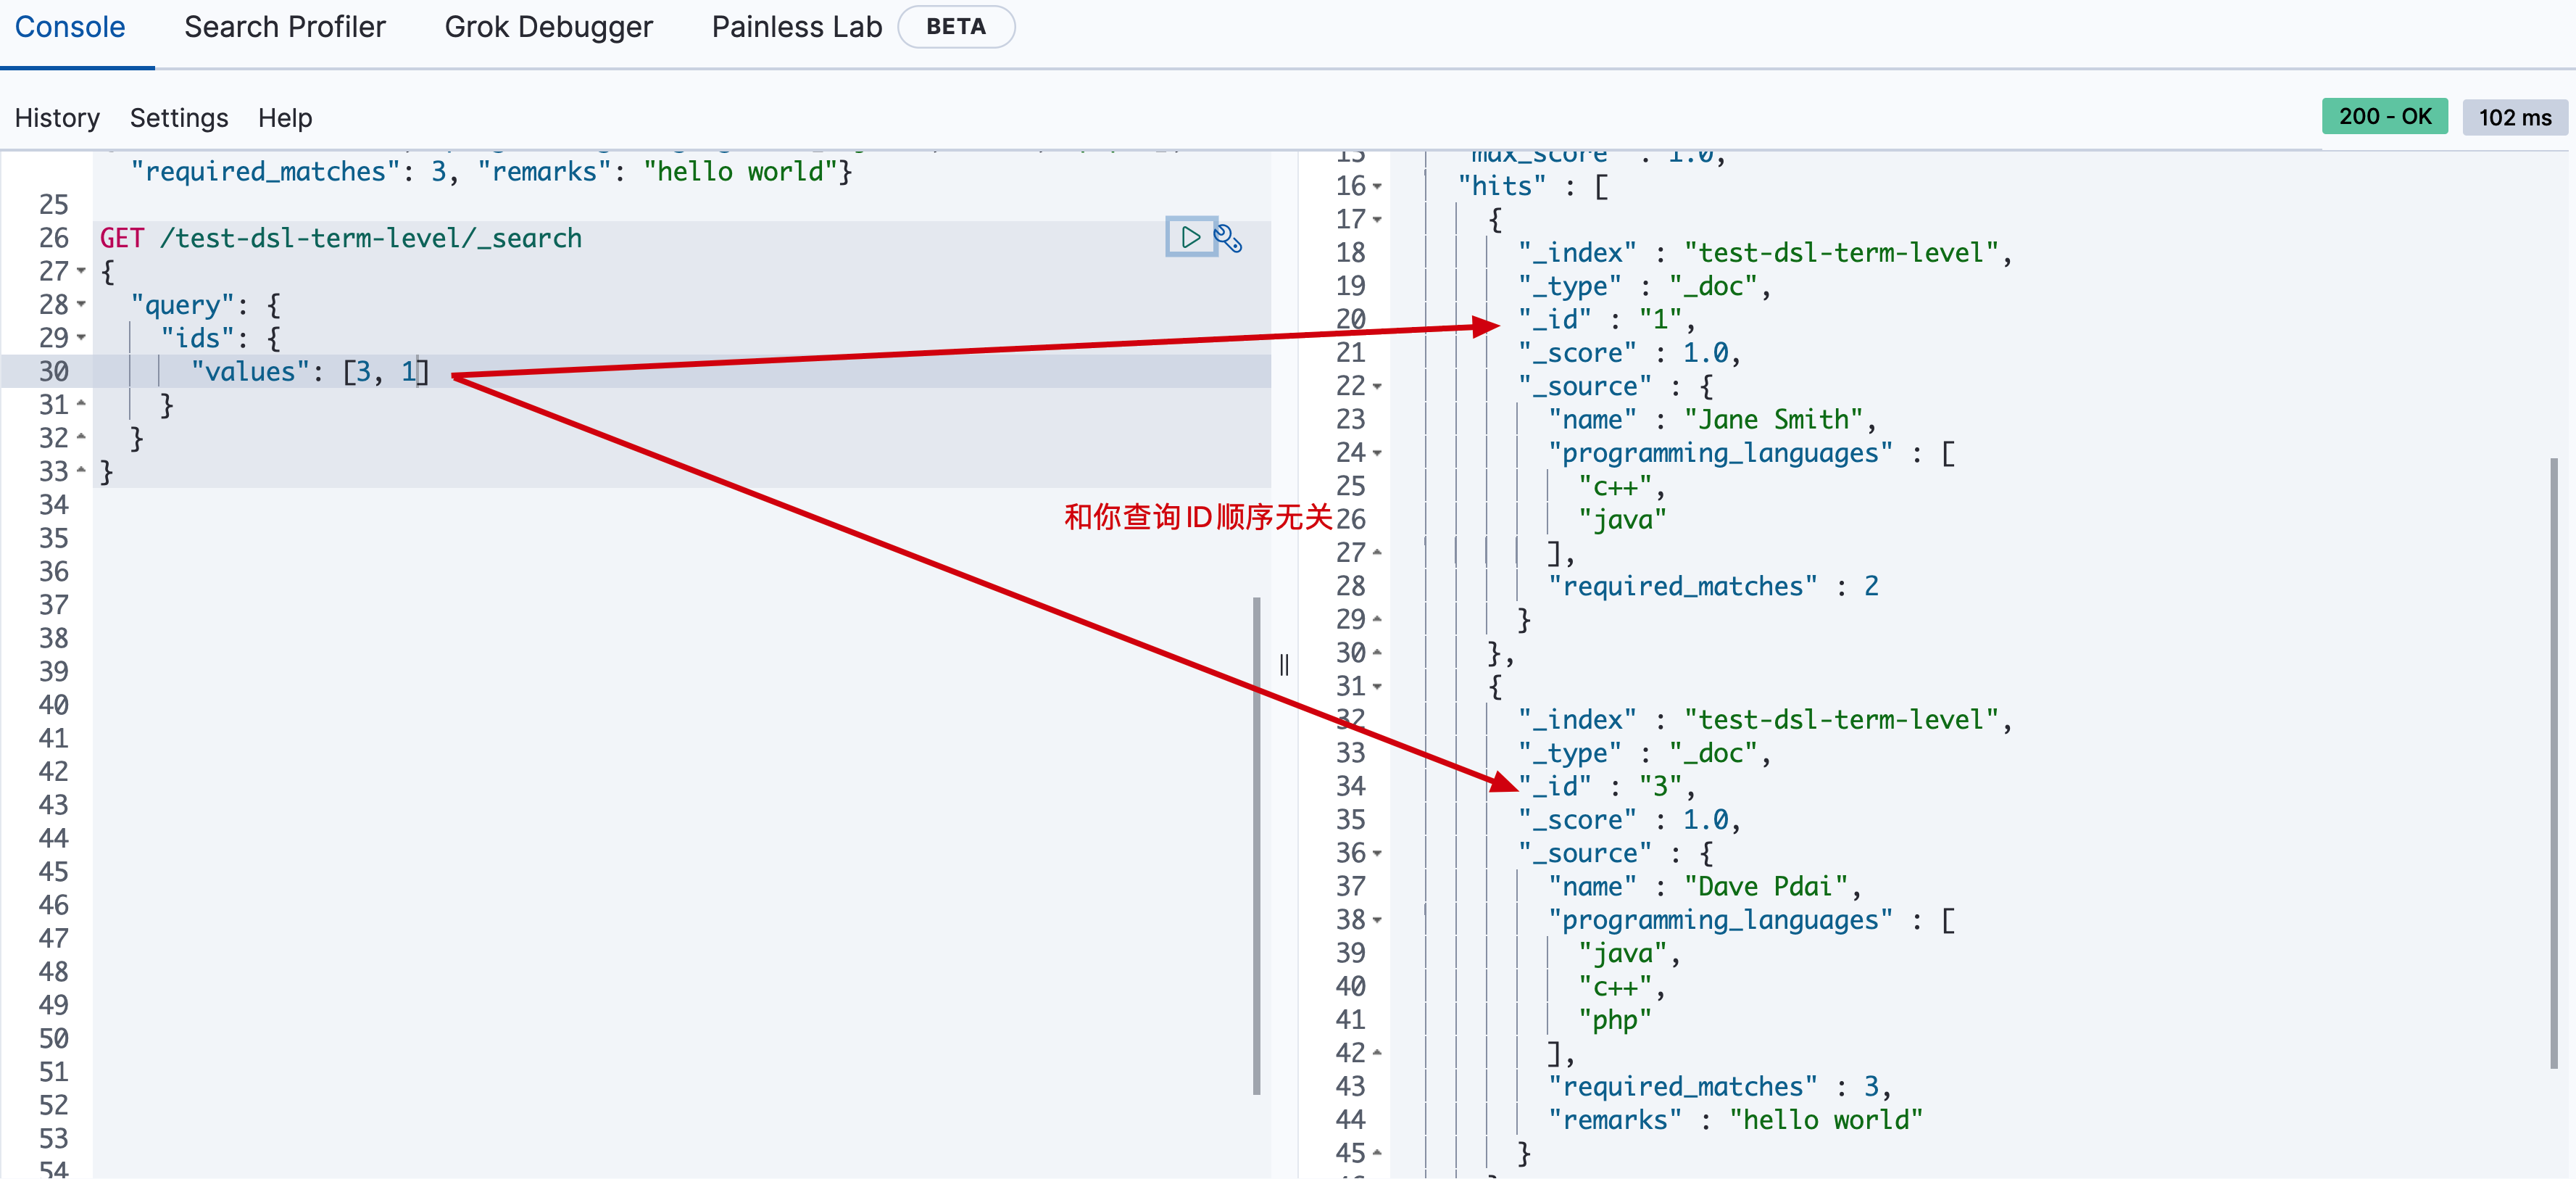 Console Search Profiler Grok Debugger Painless Lab BETA
History Settings Help 200 - OK 102 ms
"required_matches": 3, "remarks": "hello world"}
25
26 GET /test-dsl-term-level/_search
27 {
28 "query": {
29 "ids": {
30 "values": [3, 1]
31 }
32 }
33 }
34
35
36
37
38
39
40
41
42
43
44
45
46
47
48
49
50
51
52
53
54
和你查询ID顺序无关
15 "max_score" : 1.0,
16 "hits" : [
17 {
18 "_index" : "test-dsl-term-level",
19 "_type" : "_doc",
20 "_id" : "1",
21 "_score" : 1.0,
22 "_source" : {
23 "name" : "Jane Smith",
24 "programming_languages" : [
25 "c++",
26 "java"
27 ],
28 "required_matches" : 2
29 }
30 },
31 {
32 "_index" : "test-dsl-term-level",
33 "_type" : "_doc",
34 "_id" : "3",
35 "_score" : 1.0,
36 "_source" : {
37 "name" : "Dave Pdai",
38 "programming_languages" : [
39 "java",
40 "c++",
41 "php"
42 ],
43 "required_matches" : 3,
44 "remarks" : "hello world"
45 }